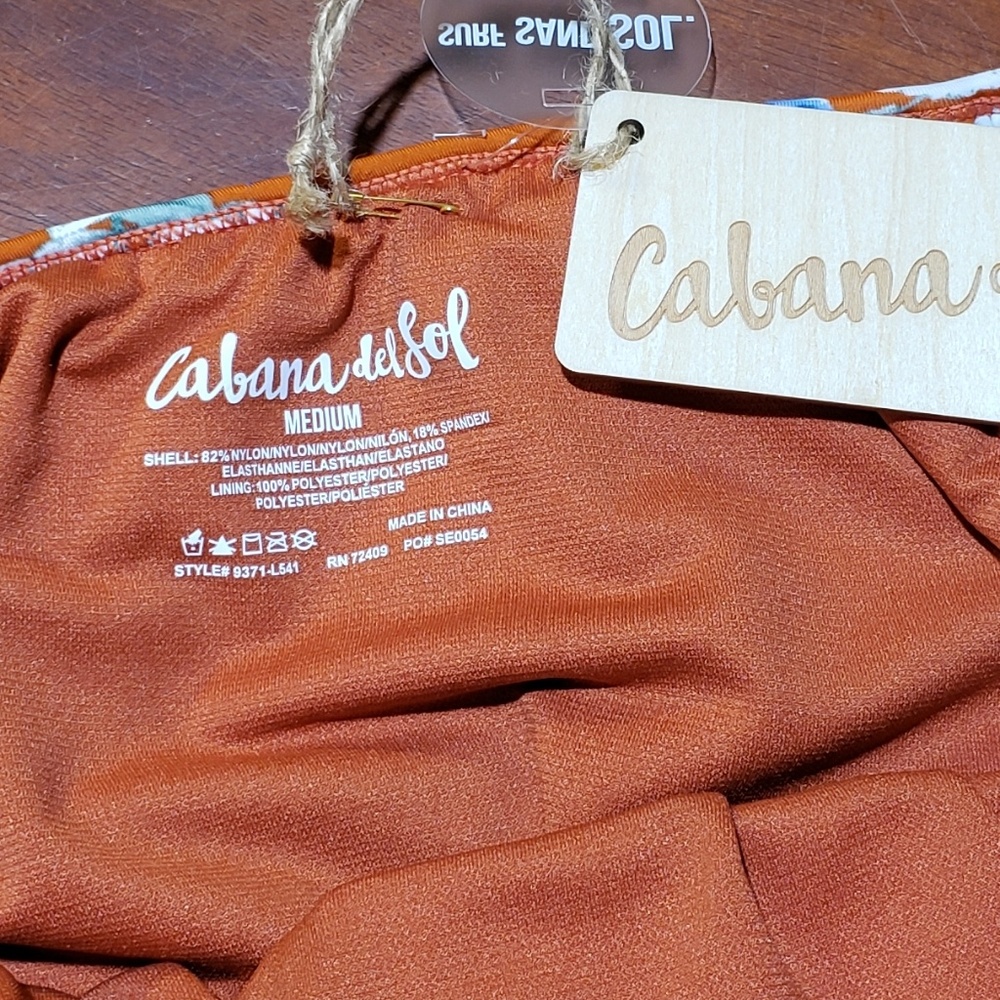 SURF SAND SOL.
Cabana
Cabana del Sol
MEDIUM
SHELL: 82% NYLON/NYLON/NYLON/NILÓN, 18% SPANDEX/
ELASTHANNE/ELASTHAN/ELASTANO
LINING: 100% POLYESTER/POLYESTER/
POLYESTER/POLIÉSTER
MADE IN CHINA
STYLE# 9371-L541 RN 72409 PO# SE0054